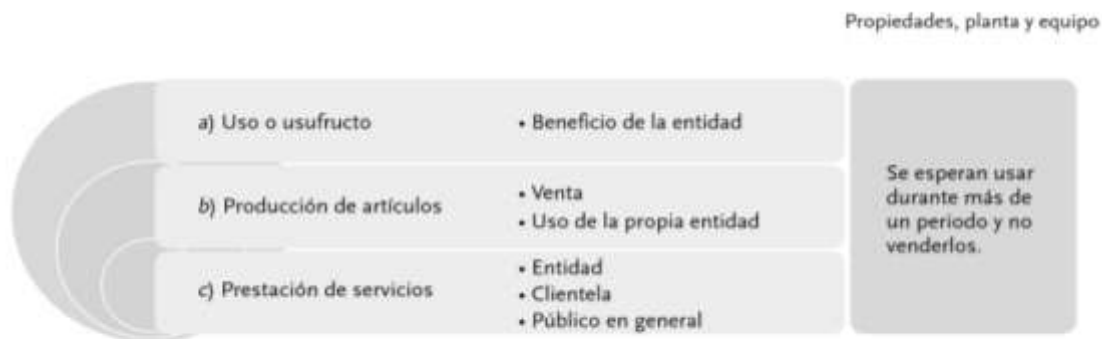 Propiedades, planta y equipo
a) Uso o usufructo
• Beneficio de la entidad
b) Producción de artículos
• Venta
• Uso de la propia entidad
c) Prestación de servicios
• Entidad
• Clientela
• Público en general
Se esperan usar
durante más de
un periodo y no
venderlos.